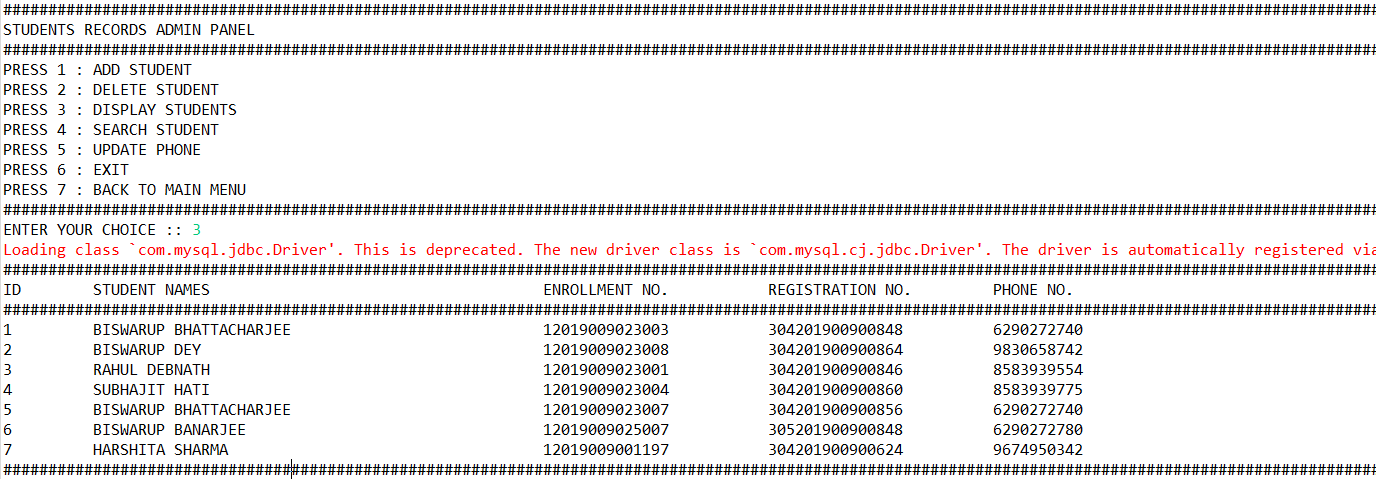 ################################################################################################################################################################
STUDENTS RECORDS ADMIN PANEL
################################################################################################################################################################
PRESS 1 : ADD STUDENT
PRESS 2 : DELETE STUDENT
PRESS 3 : DISPLAY STUDENTS
PRESS 4 : SEARCH STUDENT
PRESS 5 : UPDATE PHONE
PRESS 6 : EXIT
PRESS 7 : BACK TO MAIN MENU
################################################################################################################################################################
ENTER YOUR CHOICE :: 3
Loading class `com.mysql.jdbc.Driver'. This is deprecated. The new driver class is `com.mysql.cj.jdbc.Driver'. The driver is automatically registered via
################################################################################################################################################################
ID STUDENT NAMES ENROLLMENT NO. REGISTRATION NO. PHONE NO.
################################################################################################################################################################
1 BISWARUP BHATTACHARJEE 12019009023003 304201900900848 6290272740
2 BISWARUP DEY 12019009023008 304201900900864 9830658742
3 RAHUL DEBNATH 12019009023001 304201900900846 8583939554
4 SUBHAJIT HATI 12019009023004 304201900900860 8583939775
5 BISWARUP BHATTACHARJEE 12019009023007 304201900900856 6290272740
6 BISWARUP BANARJEE 12019009025007 305201900900848 6290272780
7 HARSHITA SHARMA 12019009001197 304201900900624 9674950342
################################################################################################################################################################